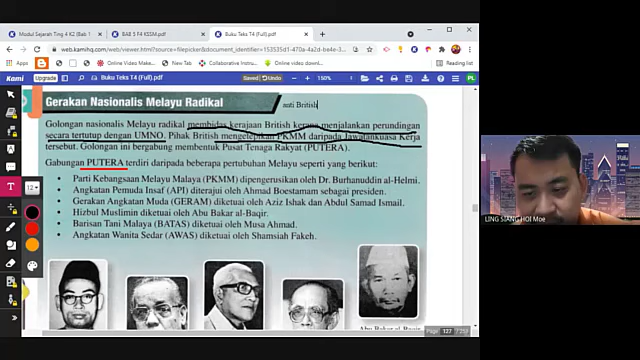 Modul Sejarah Ting 4 K2 (Bab 1
BAB 5 F4 KSSM.pdf
Buku Teks T4 (Full).pdf
web.kamihq.com/web/viewer.html?source=filepicker&document_identifier=153535d1-470a-4a2d-be4e-3
Apps
Bookmarks
New Tab
Collaborative Instru
Document
Reading list
Kami
Upgrade
Buku Teks T4 (Full).pdf
Saved
Undo
150%
PL
Gerakan Nasionalis Melayu Radikal
anti British
Golongan nasionalis Melayu radikal membidas kerajaan British kerana menjalankan perundingan
secara tertutup dengan UMNO. Pihak British mengetepikan PKMM daripada Jawatankuasa Kerja
tersebut. Golongan ini bergabung membentuk Pusat Tenaga Rakyat (PUTERA).
Gabungan PUTERA terdiri daripada beberapa pertubuhan Melayu seperti yang berikut:
• Parti Kebangsaan Melayu Malaya (PKMM) dipengerusikan oleh Dr. Burhanuddin al-Helmi.
• Angkatan Pemuda Insaf (API) diterajui oleh Ahmad Boestamam sebagai presiden.
• Gerakan Angkatan Muda (GERAM) diketuai oleh Aziz Ishak dan Abdul Samad Ismail.
• Hizbul Muslimin diketuai oleh Abu Bakar al-Baqir.
• Barisan Tani Malaya (BATAS) diketuai oleh Musa Ahmad.
• Angkatan Wanita Sedar (AWAS) diketuai oleh Shamsiah Fakeh.
12
Abu Bakar al-Baqir
Page 127 / 257
LING SIANG HOI Moe